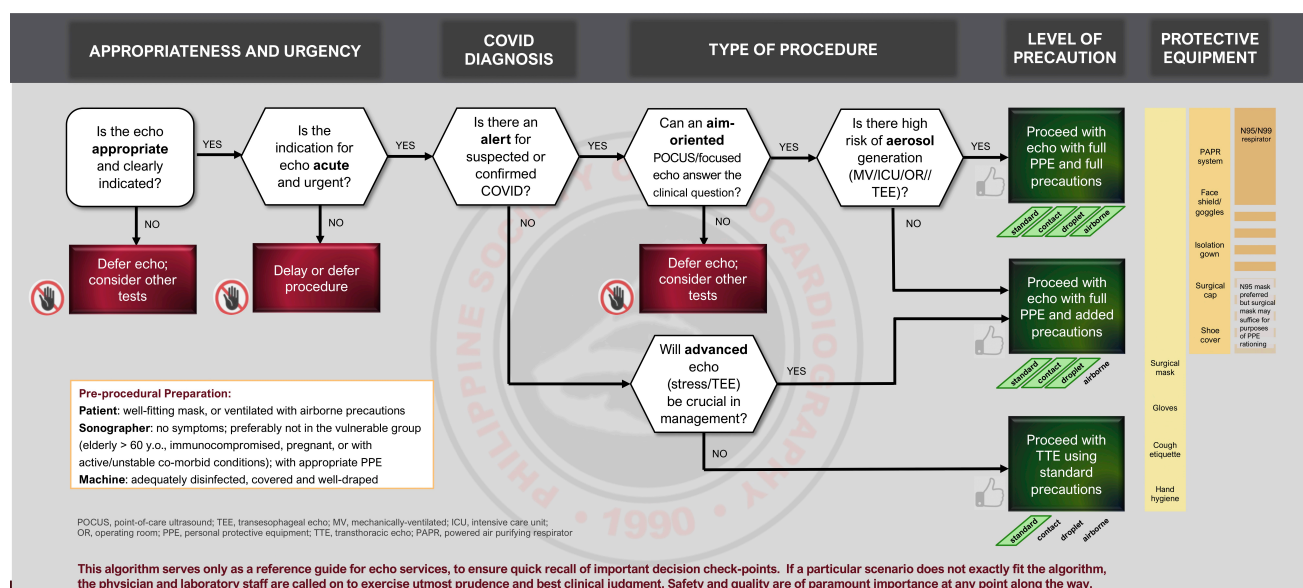 APPROPRIATENESS AND URGENCY
COVID
DIAGNOSIS
TYPE OF PROCEDURE
LEVEL OF
PRECAUTION
PROTECTIVE
EQUIPMENT
Is the echo
appropriate
and clearly
indicated?
YES
Is the
indication for
echo acute
and urgent?
YES
Is there an
alert for
suspected or
confirmed
COVID?
YES
Can an aim-
oriented
POCUS/focused
echo answer the
clinical question?
YES
Is there high
risk of aerosol
generation
(MV/ICU/OR//
TEE)?
YES
Proceed with
echo with full
PPE and full
precautions
standard
contact
droplet
airborne
NO
Defer echo;
consider other
tests
NO
Delay or defer
procedure
NO
NO
Defer echo;
consider other
tests
NO
Proceed with
echo with full
PPE and added
precautions
standard
contact
droplet
airborne
Will advanced
echo
(stress/TEE)
be crucial in
management?
YES
NO
Proceed with
TTE using
standard
precautions
standard
contact
droplet
airborne
Surgical
mask
Gloves
Cough
etiquette
Hand
hygiene
PAPR
system
Face
shield/
goggles
Isolation
gown
Surgical
cap
Shoe
cover
N95/N99
respirator
N95 mask
preferred
but surgical
mask may
suffice for
purposes
of PPE
rationing
Pre-procedural Preparation:
Patient: well-fitting mask, or ventilated with airborne precautions
Sonographer: no symptoms; preferably not in the vulnerable group
(elderly > 60 y.o., immunocompromised, pregnant, or with
active/unstable co-morbid conditions); with appropriate PPE
Machine: adequately disinfected, covered and well-draped
POCUS, point-of-care ultrasound; TEE, transesophageal echo; MV, mechanically-ventilated; ICU, intensive care unit;
OR, operating room; PPE, personal protective equipment; TTE, transthoracic echo; PAPR, powered air purifying respirator
PHILIPPINE SOCIETY OF ECHOCARDIOGRAPHY
• 1990 •
This algorithm serves only as a reference guide for echo services, to ensure quick recall of important decision check-points. If a particular scenario does not exactly fit the algorithm,
the physician and laboratory staff are called on to exercise utmost prudence and best clinical judgment. Safety and quality are of paramount importance at any point along the way.